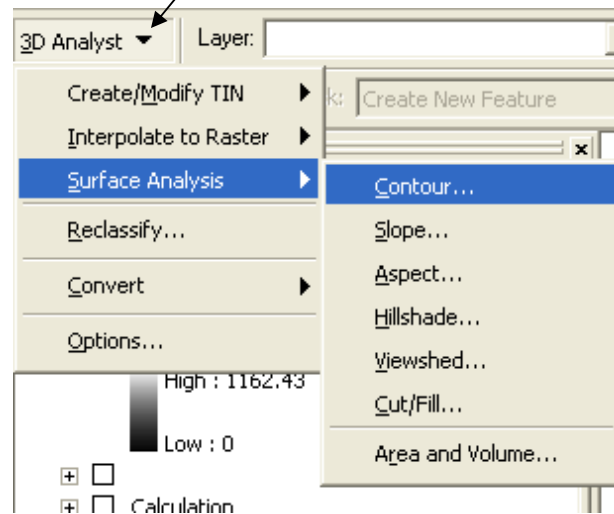 3D Analyst Layer:
Create/Modify TIN
k: Create New Feature
Interpolate to Raster
Surface Analysis
Contour...
Reclassify...
Slope...
Convert
Aspect...
Options...
Hillshade...
Viewshed...
High : 1162.43
Cut/Fill...
Low : 0
Area and Volume...
Calculation